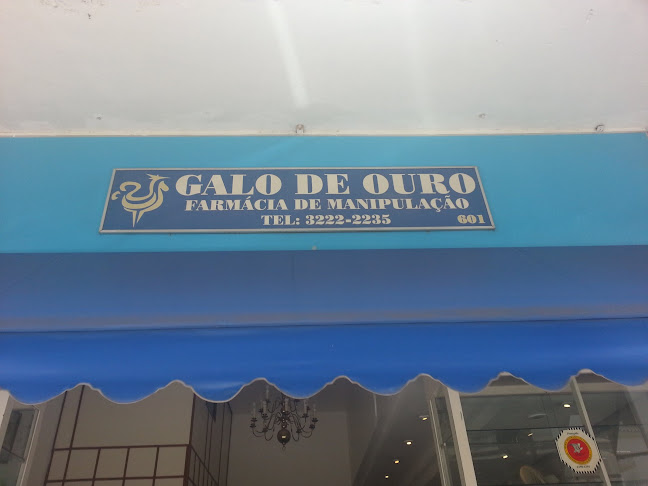 GALO DE OURO
FARMÁCIA DE MANIPULAÇÃO
TEL: 3222-2235
601